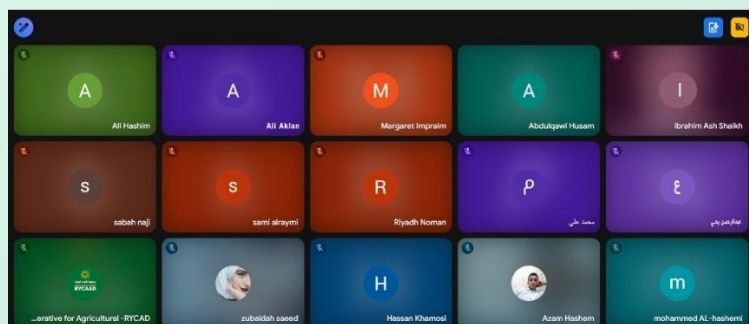 A
A
M
A
I
Ali Hashim
Ali Aklan
Margaret Impraim
Abdulqawi Husam
Ibrahim Ash Shaikh
s
s
R
م
ع
sabah naji
sami alraymi
Riyadh Noman
محمد علي
RYCAAD
H
m
...erative for Agricultural -RYCAD
zubaidah saeed
Hassan Khamosi
Azam Hashem
mohammed AL-hashemi